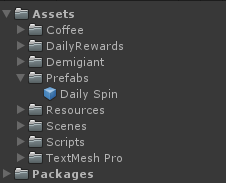 Assets
Coffee
DailyRewards
Demigiant
Prefabs
Daily Spin
Resources
Scenes
Scripts
TextMesh Pro
Packages